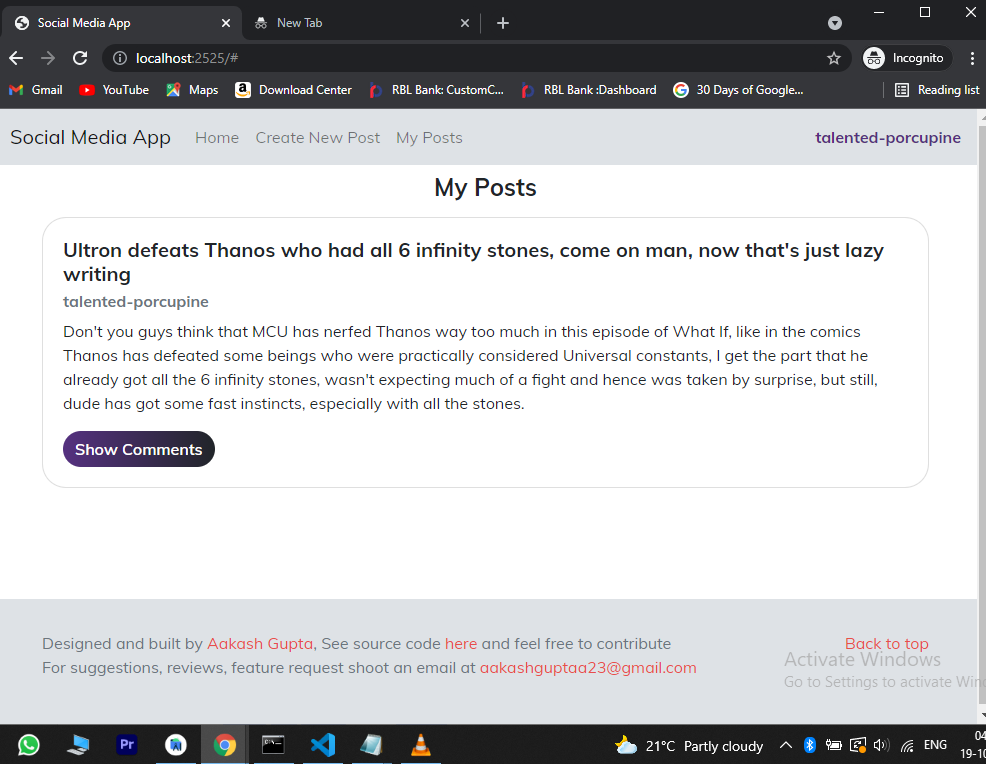 Social Media App
New Tab
localhost:2525/#
Incognito
Gmail
YouTube
Maps
Download Center
RBL Bank: CustomC...
RBL Bank :Dashboard
30 Days of Google...
Reading list
Social Media App
Home
Create New Post
My Posts
talented-porcupine
My Posts
Ultron defeats Thanos who had all 6 infinity stones, come on man, now that's just lazy
writing
talented-porcupine
Don't you guys think that MCU has nerfed Thanos way too much in this episode of What If, like in the comics
Thanos has defeated some beings who were practically considered Universal constants, I get the part that he
already got all the 6 infinity stones, wasn't expecting much of a fight and hence was taken by surprise, but still,
dude has got some fast instincts, especially with all the stones.
Show Comments
Designed and built by Aakash Gupta, See source code here and feel free to contribute
Back to top
For suggestions, reviews, feature request shoot an email at aakashguptaa23@gmail.com
Activate Windows
Go to Settings to activate Win
Pr
21°C Partly cloudy
ENG
04
19-10